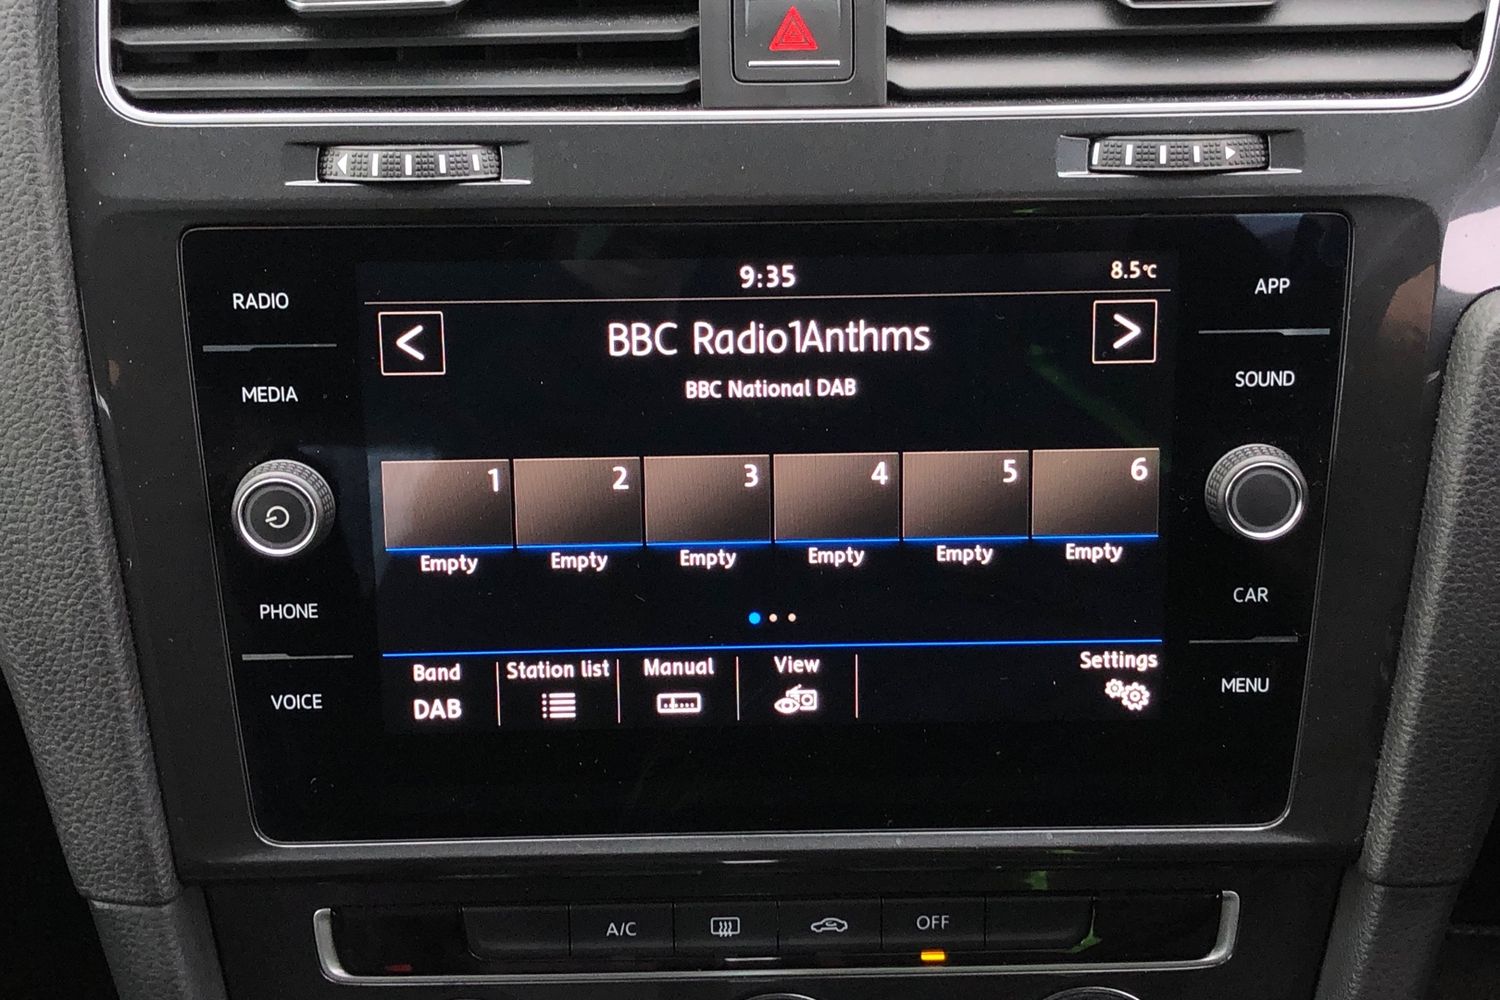 RADIO
MEDIA
PHONE
VOICE
9:35
8.5°C
<
BBC Radio1Anthms
>
BBC National DAB
1 2 3 4 5 6
Empty Empty Empty Empty Empty Empty
Band Station list Manual View Settings
DAB
APP
SOUND
CAR
MENU
A/C OFF